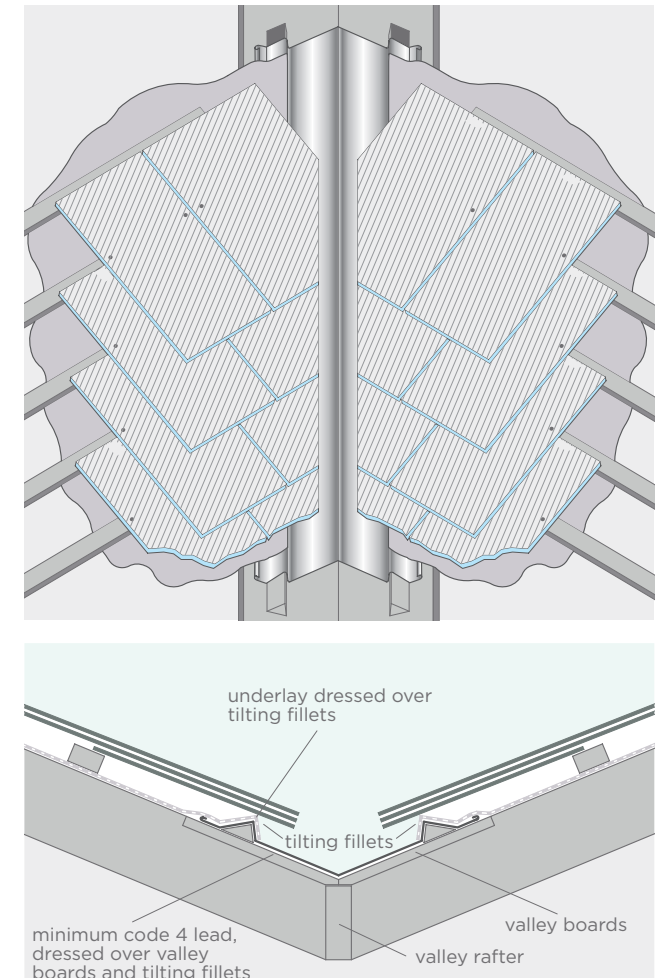 underlay dressed over
tilting fillets
tilting fillets
minimum code 4 lead,
dressed over valley
boards and tilting fillets
valley boards
valley rafter